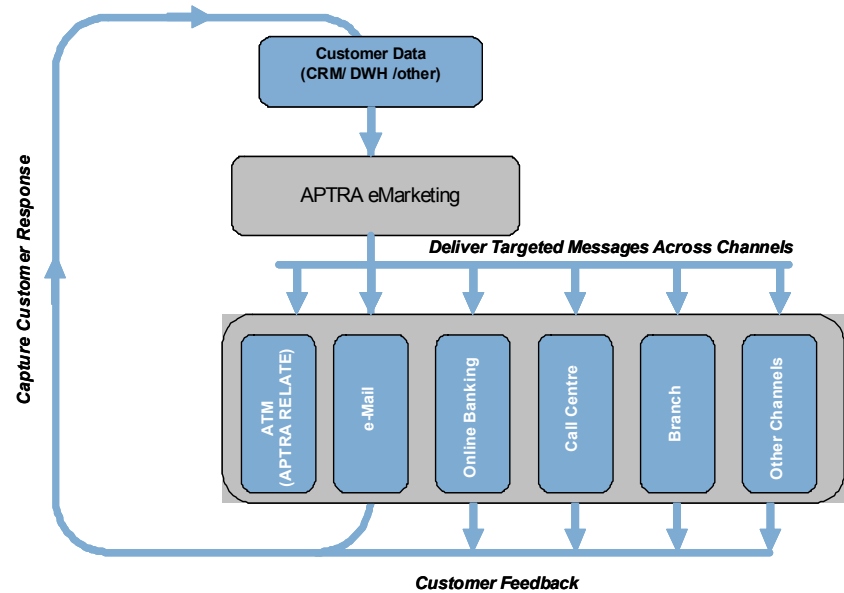 Customer Data
(CRM/ DWH /other)
APTRA eMarketing
Deliver Targeted Messages Across Channels
Capture Customer Response
ATM
(APTRA RELATE)
e-Mail
Online Banking
Call Centre
Branch
Other Channels
Customer Feedback